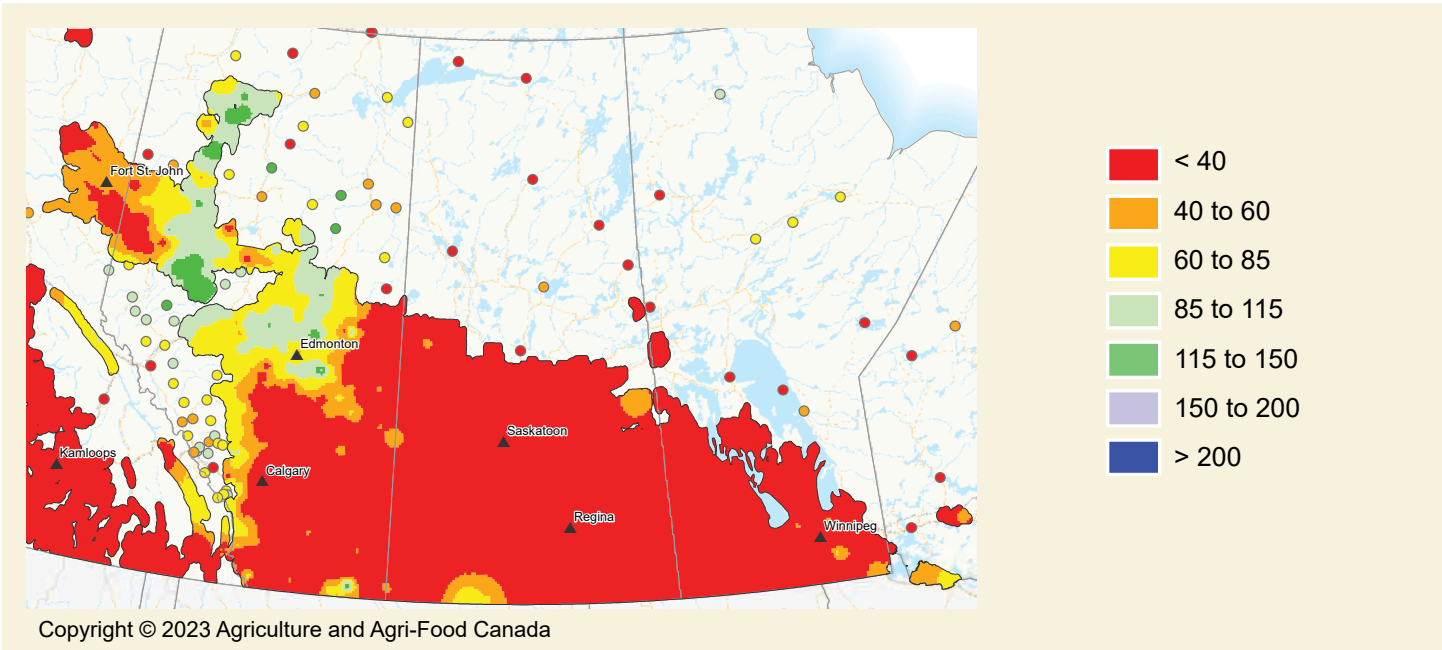 Fort St. John
Edmonton
Kamloops
Calgary
Saskatoon
Regina
Winnipeg
< 40
40 to 60
60 to 85
85 to 115
115 to 150
150 to 200
> 200
Copyright © 2023 Agriculture and Agri-Food Canada